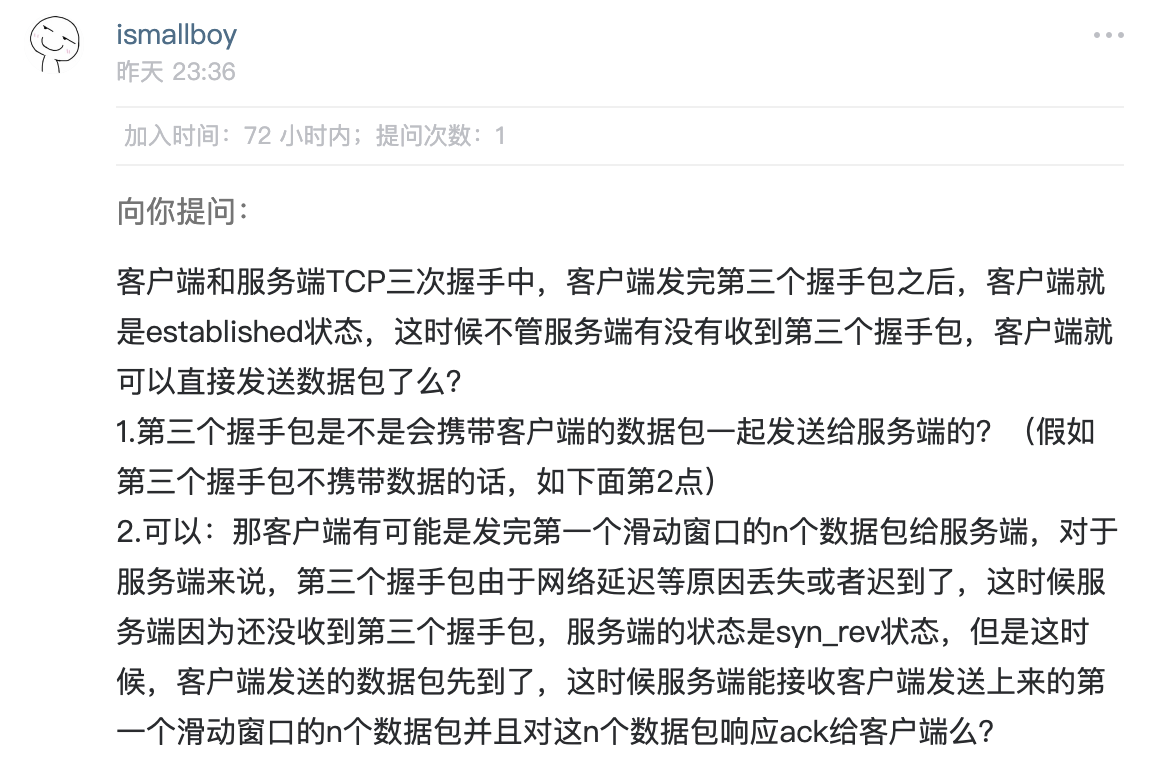 ismallboy
昨天 23:36
加入时间：72 小时内；提问次数：1
向你提问：
客户端和服务端TCP三次握手中，客户端发完第三个握手包之后，客户端就
是established状态，这时候不管服务端有没有收到第三个握手包，客户端就
可以直接发送数据包了么？
1.第三个握手包是不是会携带客户端的数据包一起发送给服务端的？（假如
第三个握手包不携带数据的话，如下面第2点）
2.可以：那客户端有可能是发完第一个滑动窗口的n个数据包给服务端，对于
服务端来说，第三个握手包由于网络延迟等原因丢失或者迟到了，这时候服
务端因为还没收到第三个握手包，服务端的状态是syn_rev状态，但是这时
候，客户端发送的数据包先到了，这时候服务端能接收客户端发送上来的第
一个滑动窗口的n个数据包并且对这n个数据包响应ack给客户端么？